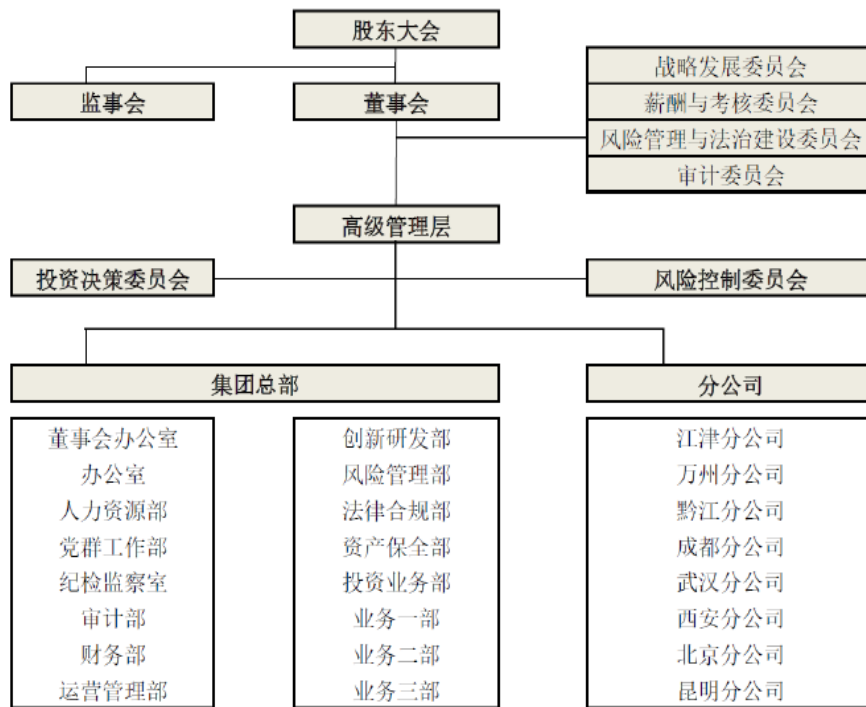 股东大会
监事会
董事会
战略发展委员会
薪酬与考核委员会
风险管理与法治建设委员会
审计委员会
高级管理层
投资决策委员会
风险控制委员会
集团总部
分公司
董事会办公室
办公室
人力资源部
党群工作部
纪检监察室
审计部
财务部
运营管理部
创新研发部
风险管理部
法律合规部
资产保全部
投资业务部
业务一部
业务二部
业务三部
江津分公司
万州分公司
黔江分公司
成都分公司
武汉分公司
西安分公司
北京分公司
昆明分公司